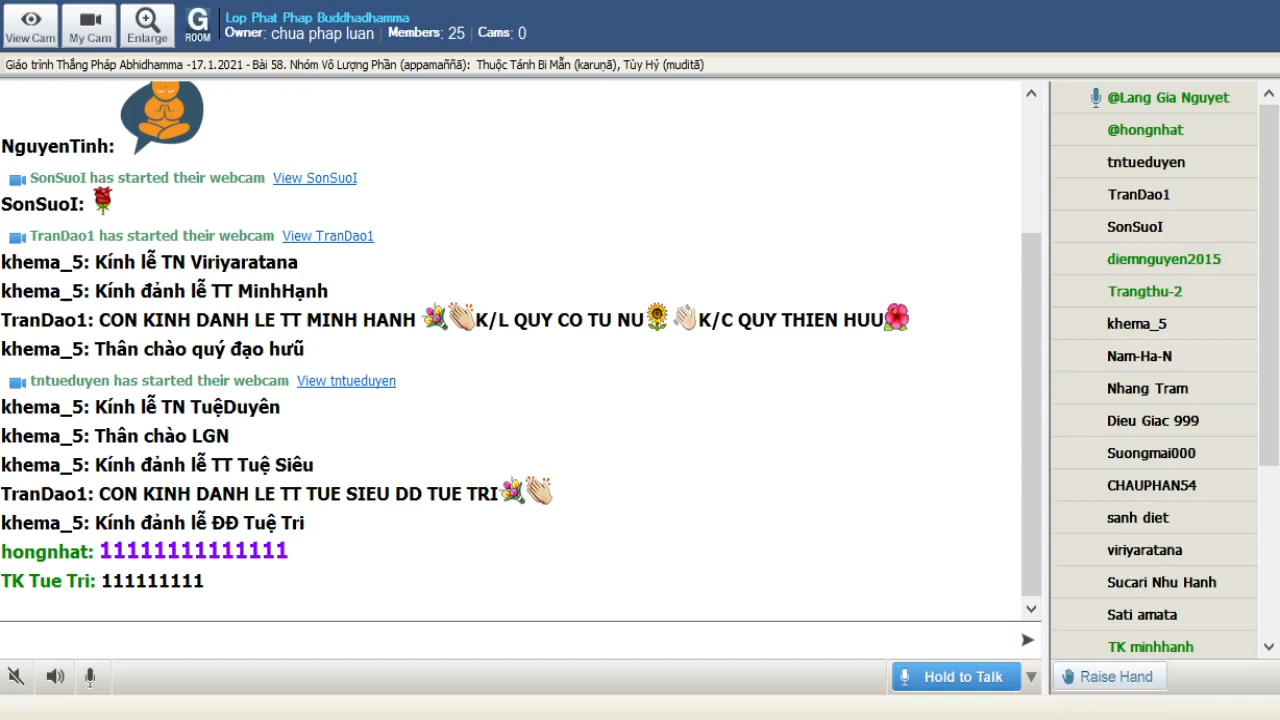 View Cam
My Cam
Enlarge
G
ROOM
Lop Phat Phap Buddhadhamma
Owner: chua phap luan Members: 25 Cams: 0
Giáo trình Thắng Pháp Abhidhamma -17.1.2021 - Bài 58. Nhóm Vô Lượng Phần (appamaññā): Thuộc Tánh Bi Mẫn (karuṇā), Tùy Hỷ (muditā)
NguyenTinh:
SonSuoI has started their webcam View SonSuoI
SonSuoI:
TranDao1 has started their webcam View TranDao1
khema_5: Kính lễ TN Viriyaratana
khema_5: Kính đảnh lễ TT MinhHạnh
TranDao1: CON KINH DANH LE TT MINH HANH K/L QUY CO TU NU K/C QUY THIEN HUU
khema_5: Thân chào quý đạo hưũ
tntueduyen has started their webcam View tntueduyen
khema_5: Kính lễ TN TuệDuyên
khema_5: Thân chào LGN
khema_5: Kính đảnh lễ TT Tuệ Siêu
TranDao1: CON KINH DANH LE TT TUE SIEU DD TUE TRI
khema_5: Kính đảnh lễ ĐĐ Tuệ Tri
hongnhat: 11111111111111
TK Tue Tri: 111111111
Hold to Talk
@Lang Gia Nguyet
@hongnhat
tntueduyen
TranDao1
SonSuoI
diemnguyen2015
Trangthu-2
khema_5
Nam-Ha-N
Nhang Tram
Dieu Giac 999
Suongmai000
CHAUPHAN54
sanh diet
viriyaratana
Sucari Nhu Hanh
Sati amata
TK minhhanh
Raise Hand